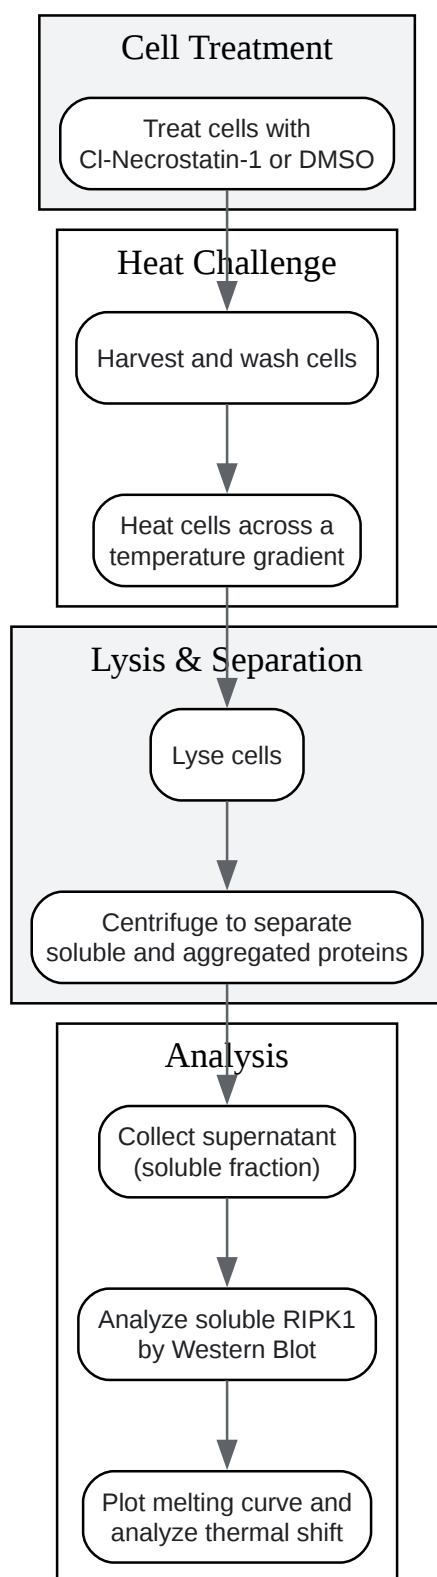 Cell Treatment
Treat cells with
Cl-Necrostatin-1 or DMSO
Heat Challenge
Harvest and wash cells
Heat cells across a
temperature gradient
Lysis & Separation
Lyse cells
Centrifuge to separate
soluble and aggregated proteins
Analysis
Collect supernatant
(soluble fraction)
Analyze soluble RIPK1
by Western Blot
Plot melting curve and
analyze thermal shift